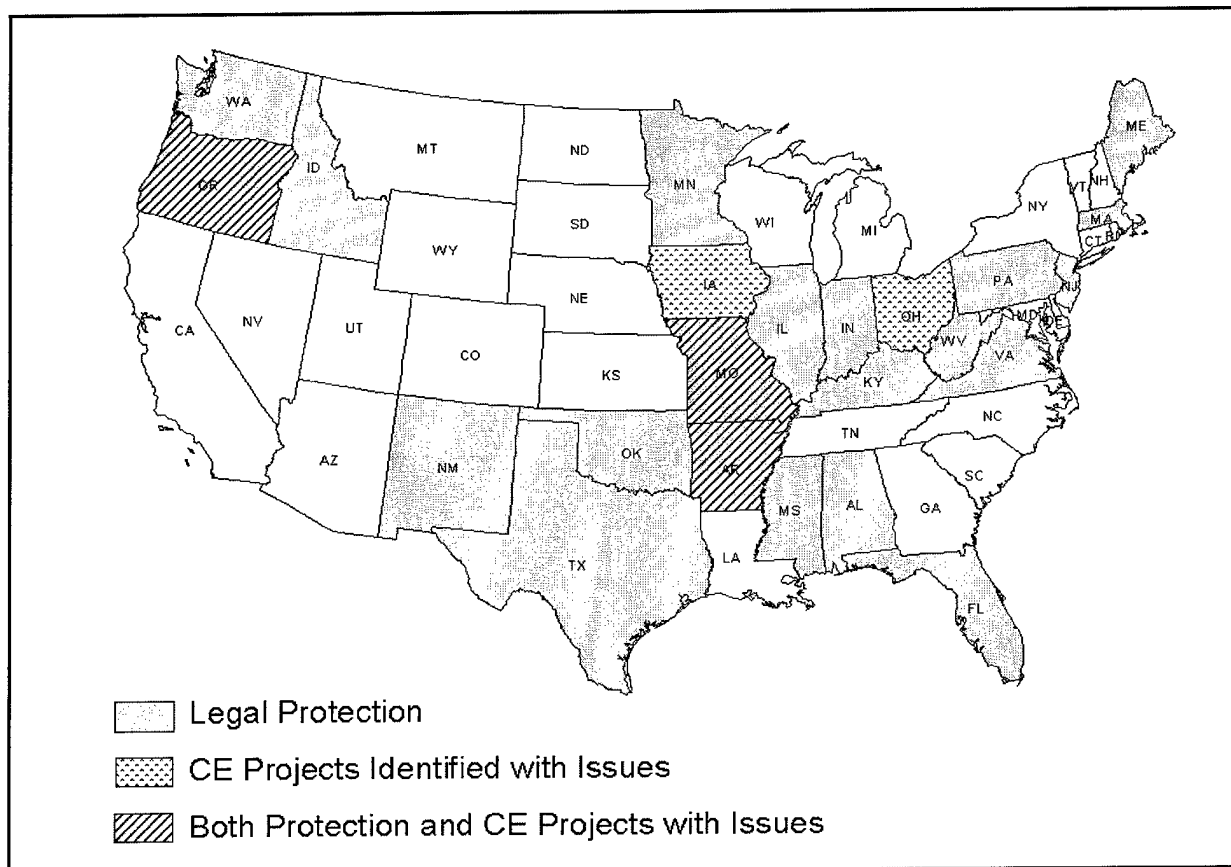 WA
MT
ND
MN
ME
ID
OR
SD
WI
MI
NY
VT
NH
MA
CT
RI
WY
IA
NE
PA
NJ
IL
IN
OH
MD
DE
WV
VA
NV
UT
CA
CO
KS
MO
KY
NC
TN
AZ
NM
OK
AR
SC
MS
AL
GA
TX
LA
FL
Legal Protection
CE Projects Identified with Issues
Both Protection and CE Projects with Issues